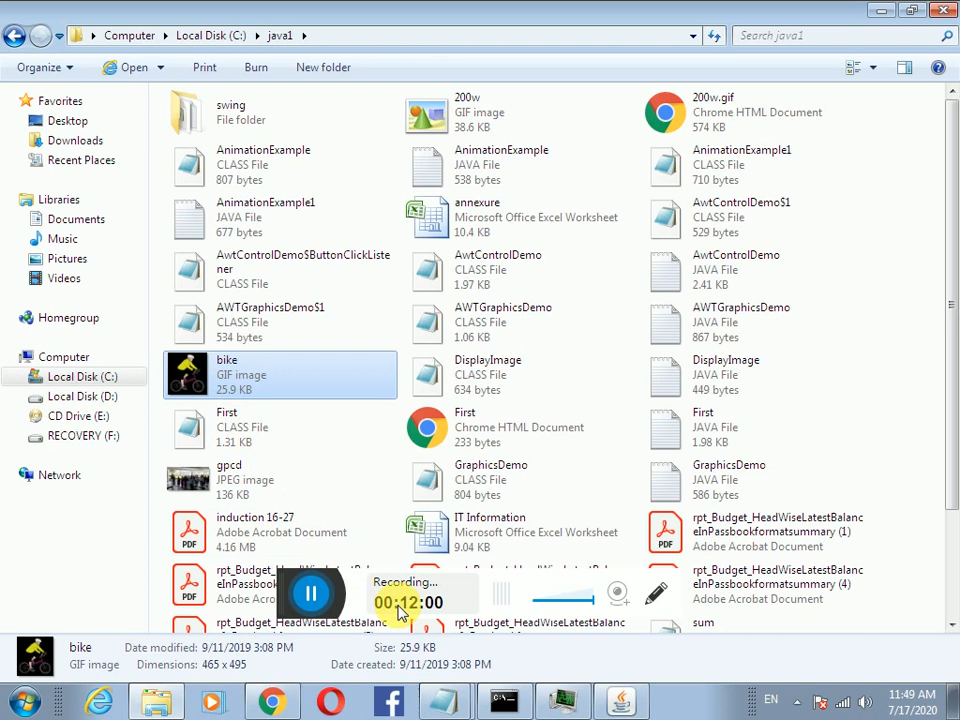 Computer Local Disk (C:) java1
Search java1
Organize Open Print Burn New folder
Favorites
Desktop
Downloads
Recent Places
Libraries
Documents
Music
Pictures
Videos
Homegroup
Computer
Local Disk (C:)
Local Disk (D:)
CD Drive (E:)
RECOVERY (F:)
Network
swing
File folder
200w
GIF image
38.6 KB
200w.gif
Chrome HTML Document
574 KB
AnimationExample
CLASS File
807 bytes
AnimationExample
JAVA File
538 bytes
AnimationExample1
CLASS File
710 bytes
AnimationExample1
JAVA File
677 bytes
annexure
Microsoft Office Excel Worksheet
10.4 KB
AwtControlDemo$1
CLASS File
529 bytes
AwtControlDemo$ButtonClickListe
ner
CLASS File
AwtControlDemo
CLASS File
1.97 KB
AwtControlDemo
JAVA File
2.41 KB
AWTGraphicsDemo$1
CLASS File
534 bytes
AWTGraphicsDemo
CLASS File
1.06 KB
AWTGraphicsDemo
JAVA File
867 bytes
bike
GIF image
25.9 KB
DisplayImage
CLASS File
634 bytes
DisplayImage
JAVA File
449 bytes
First
CLASS File
1.31 KB
First
Chrome HTML Document
233 bytes
First
JAVA File
1.98 KB
gpcd
JPEG image
136 KB
GraphicsDemo
CLASS File
804 bytes
GraphicsDemo
JAVA File
586 bytes
induction 16-27
Adobe Acrobat Document
4.16 MB
IT Information
Microsoft Office Excel Worksheet
9.04 KB
rpt_Budget_HeadWiseLatestBalanc
eInPassbookformatsummary (1)
Adobe Acrobat Document
rpt_Bu
eInPas
Adobe
rpt_Budget_HeadWiseLatestBalanc
eInPassbookformatsummary (4)
Adobe Acrobat Document
rpt_Budget_HeadWiseLatestBalanc
rpt_Budget_HeadWiseLatestBalanc
sum
PDF
PDF
PDF
PDF
Recording...
00:12:00
bike Date modified: 9/11/2019 3:08 PM Size: 25.9 KB
GIF image Dimensions: 465 x 495 Date created: 9/11/2019 3:08 PM
EN
11:49 AM
7/17/2020